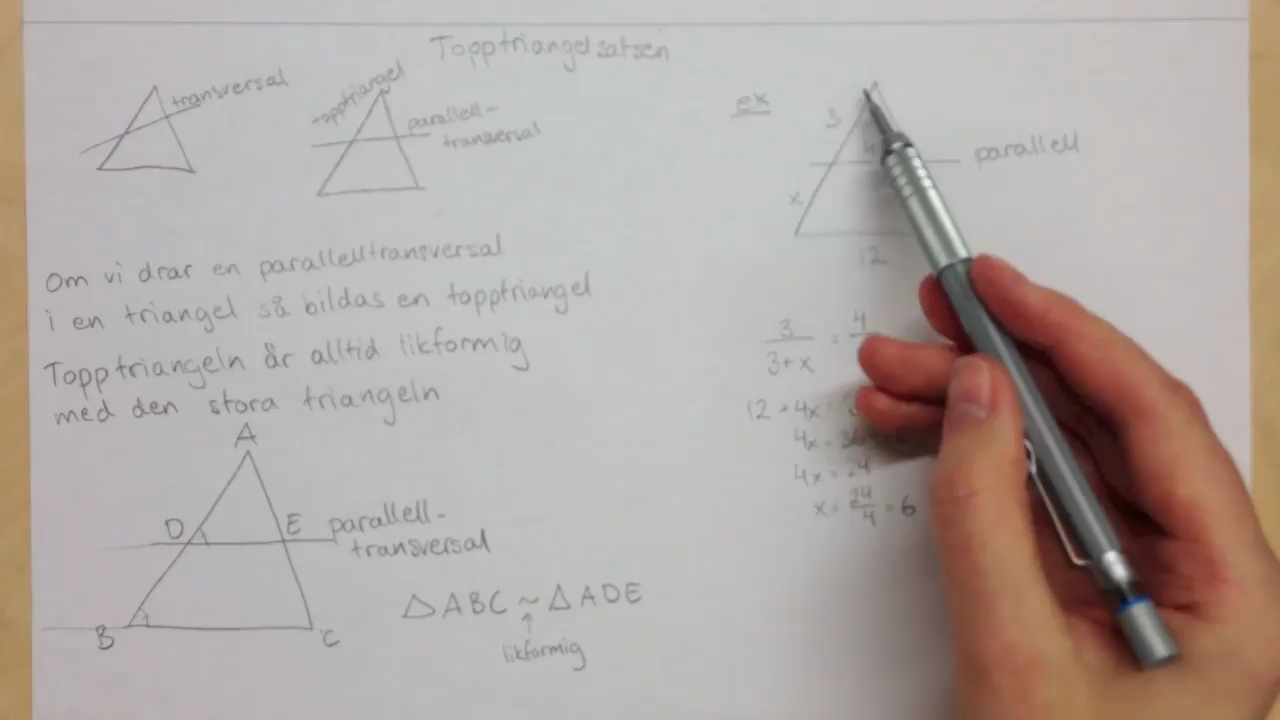 Topptriangelsatsen
transversal
topptriangel
parallell-
transversal
Om vi drar en parallelltransversal
i en triangel så bildas en topptriangel
Topptriangeln är alltid likformig
med den stora triangeln
A
D
E
parallell-
transversal
B
C
△ABC ~ △ADE
↑
likformig
ex
3
4
parallell
x
12
3/(3+x) = 4
12 + 4x =
4x = 36
4x = 24
x = 24/4 = 6